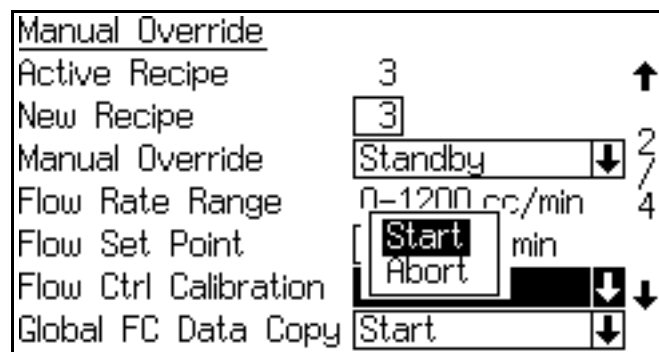 Manual Override
Active Recipe 3
New Recipe 3
Manual Override Standby
2/4
Flow Rate Range 0-1200 cc/min
Flow Set Point min
Start
Abort
Flow Ctrl Calibration
Global FC Data Copy Start